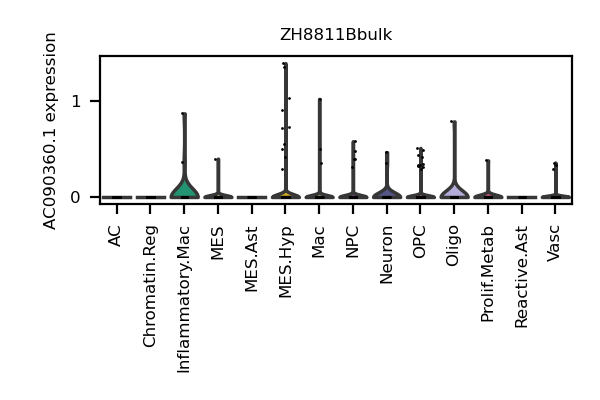 ZH8811Bbulk
AC090360.1 expression
1
0
AC
Chromatin.Reg
Inflammatory.Mac
MES
MES.Ast
MES.Hyp
Mac
NPC
Neuron
OPC
Oligo
Prolif.Metab
Reactive.Ast
Vasc